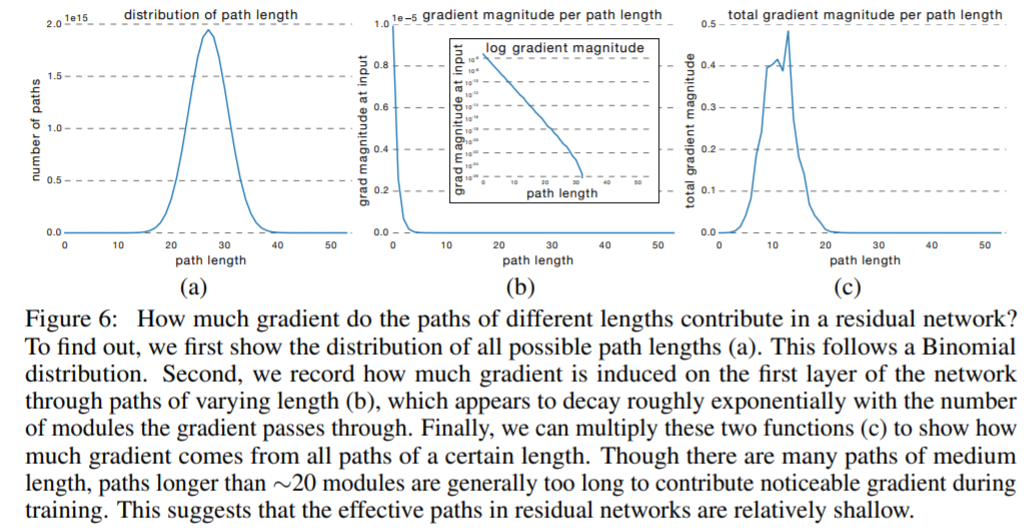 distribution of path length
1e15
2.0
1.5
1.0
0.5
0.0
number of paths
0 10 20 30 40 50
path length
(a)
1e−5 gradient magnitude per path length
1.0
0.8
0.6
0.4
0.2
0.0
grad magnitude at input
log gradient magnitude
grad magnitude at input
0 10 20 30 40 50
path length
0 10 20 30 40 50
path length
(b)
total gradient magnitude per path length
0.5
0.4
0.3
0.2
0.1
0.0
total gradient magnitude
0 10 20 30 40 50
path length
(c)
Figure 6: How much gradient do the paths of different lengths contribute in a residual network?
To find out, we first show the distribution of all possible path lengths (a). This follows a Binomial
distribution. Second, we record how much gradient is induced on the first layer of the network
through paths of varying length (b), which appears to decay roughly exponentially with the number
of modules the gradient passes through. Finally, we can multiply these two functions (c) to show how
much gradient comes from all paths of a certain length. Though there are many paths of medium
length, paths longer than ∼20 modules are generally too long to contribute noticeable gradient during
training. This suggests that the effective paths in residual networks are relatively shallow.